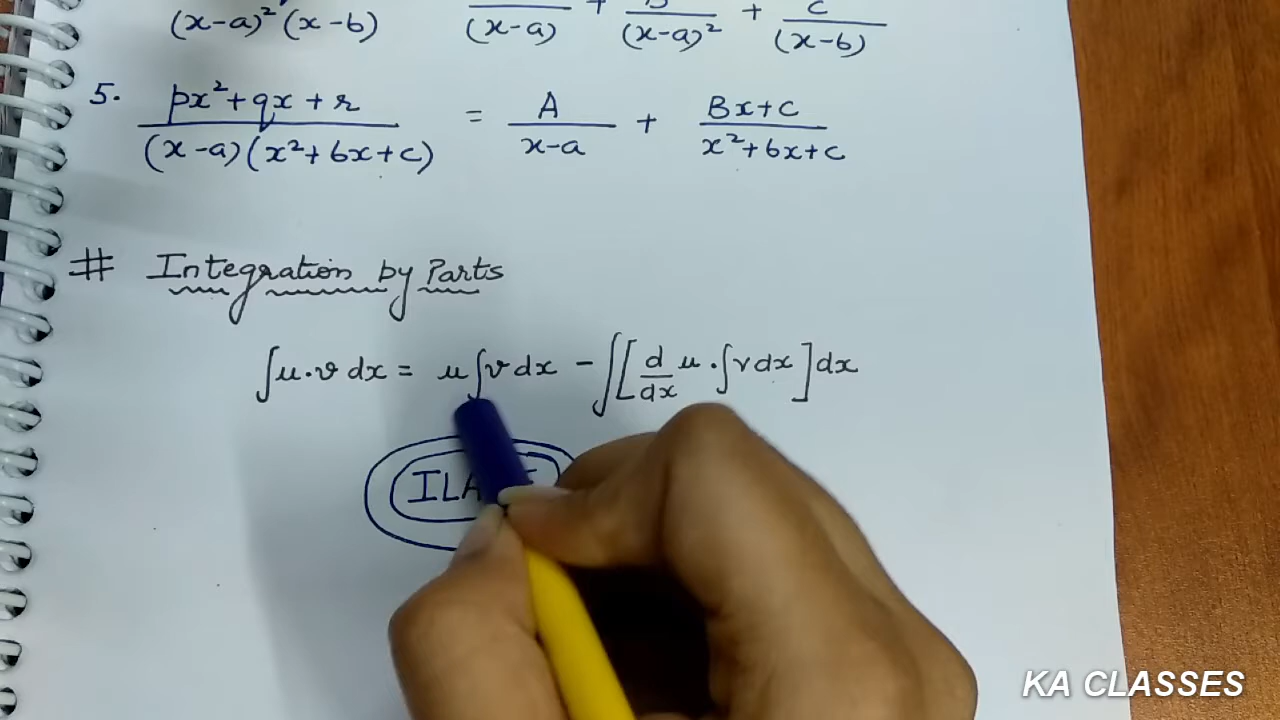 (x-a)² (x-b) (x-a) + (x-a)² + c/(x-b)
5. px²+qx+r/(x-a)(x²+bx+c) = A/x-a + Bx+C/x²+bx+c
# Integration by Parts
∫u.v dx = u∫v dx - ∫[d/dx u .∫v dx]dx
KA CLASSES